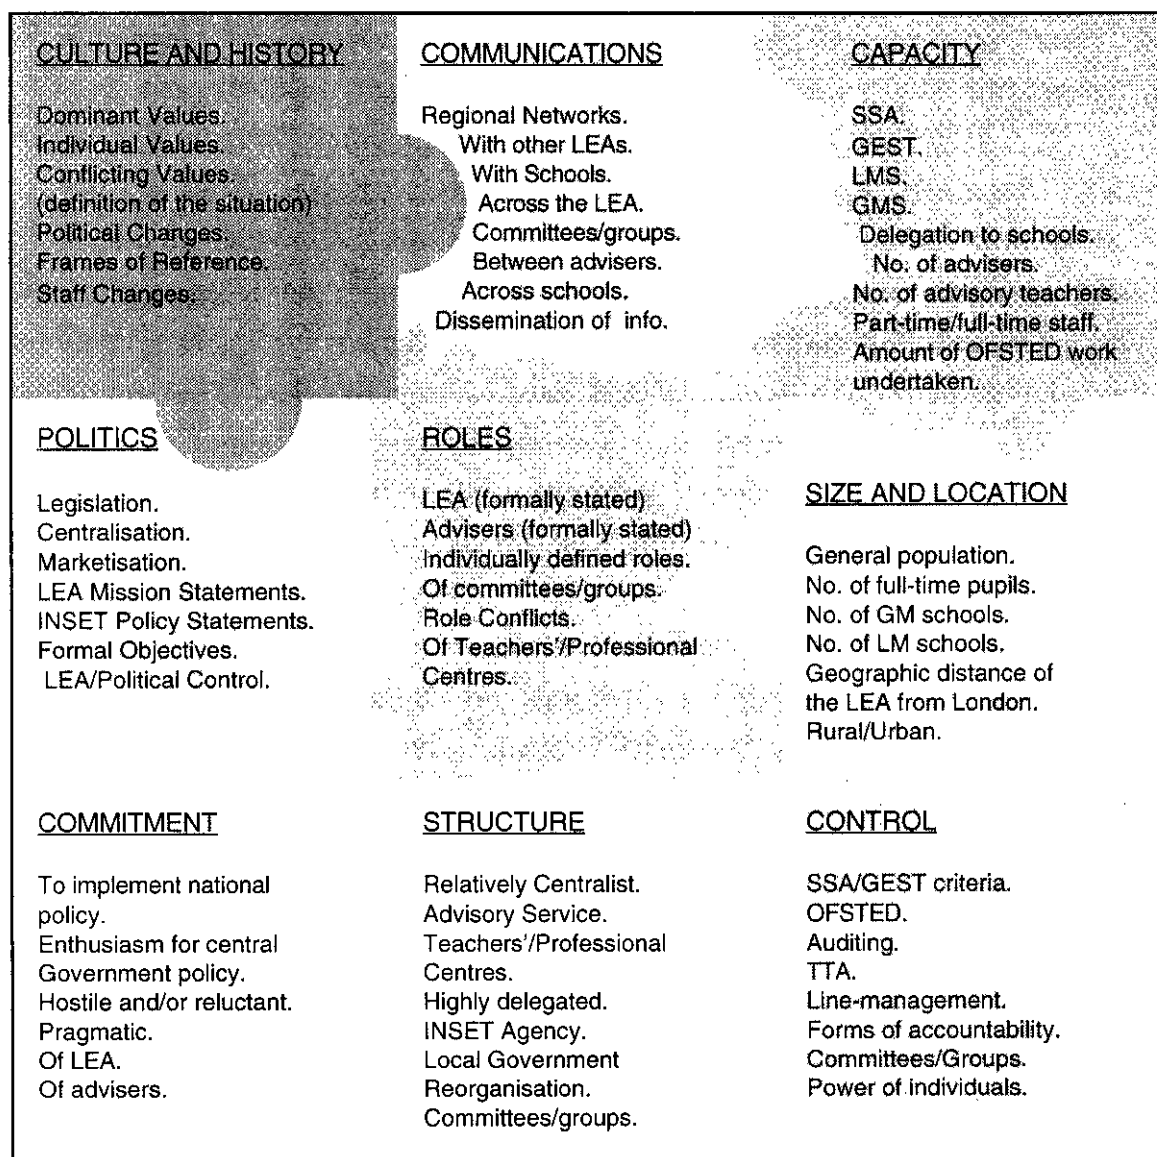 CULTURE AND HISTORY
Dominant Values.
Individual Values.
Conflicting Values.
(definition of the situation)
Political Changes.
Frames of Reference.
Staff Changes.
COMMUNICATIONS
Regional Networks.
With other LEAs.
With Schools.
Across the LEA.
Committees/groups.
Between advisers.
Across schools.
Dissemination of info.
CAPACITY
SSA.
GEST.
LMS.
GMS.
Delegation to schools.
No. of advisers.
No. of advisory teachers.
Part-time/full-time staff.
Amount of OFSTED work
undertaken.
POLITICS
Legislation.
Centralisation.
Marketisation.
LEA Mission Statements.
INSET Policy Statements.
Formal Objectives.
LEA/Political Control.
ROLES
LEA (formally stated)
Advisers (formally stated)
Individually defined roles.
Of committees/groups.
Role Conflicts.
Of Teachers'/Professional
Centres.
SIZE AND LOCATION
General population.
No. of full-time pupils.
No. of GM schools.
No. of LM schools.
Geographic distance of
the LEA from London.
Rural/Urban.
COMMITMENT
To implement national
policy.
Enthusiasm for central
Government policy.
Hostile and/or reluctant.
Pragmatic.
Of LEA.
Of advisers.
STRUCTURE
Relatively Centralist.
Advisory Service.
Teachers'/Professional
Centres.
Highly delegated.
INSET Agency.
Local Government
Reorganisation.
Committees/groups.
CONTROL
SSA/GEST criteria.
OFSTED.
Auditing.
TTA.
Line-management.
Forms of accountability.
Committees/Groups.
Power of individuals.